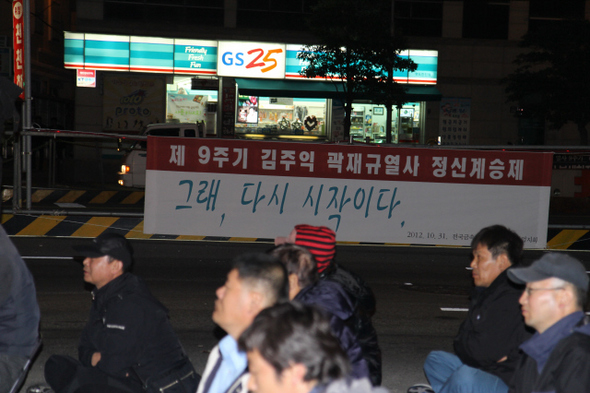 Friendly
Fresh
Fun
GS25
proto
제 9주기 김주익 곽재규열사 정신계승제
그래, 다시 시작이다.
2012. 10. 31.